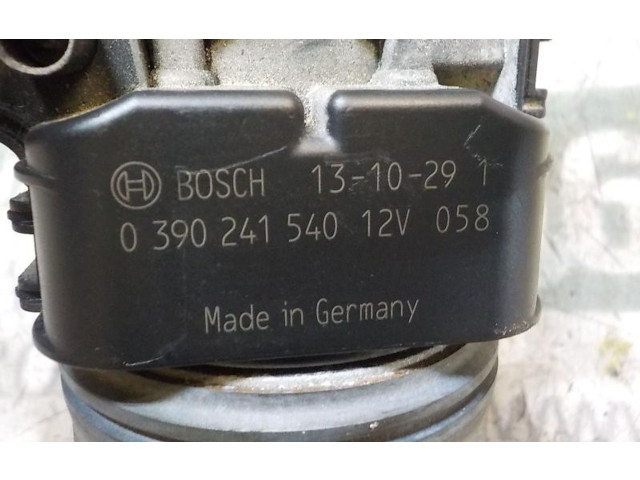 BOSCH 13-10-29 1
0 390 241 540 12V 058
Made in Germany